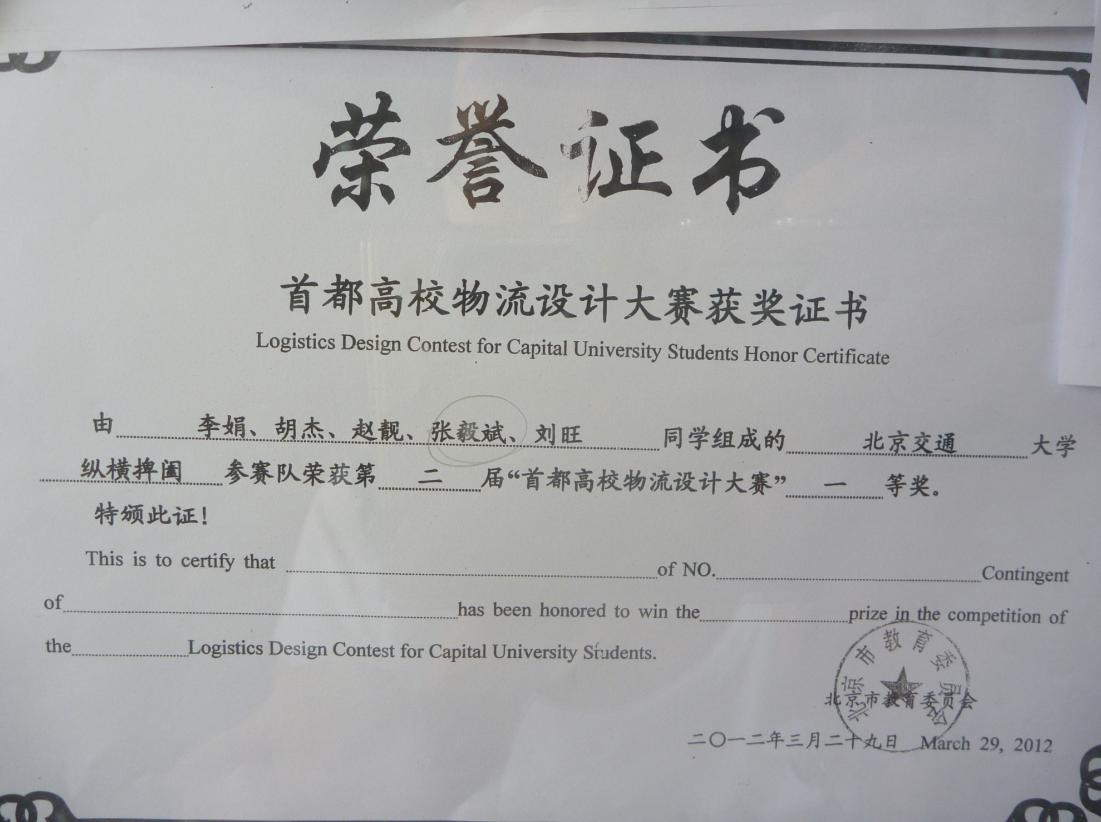 荣誉证书
首都高校物流设计大赛获奖证书
Logistics Design Contest for Capital University Students Honor Certificate
由 李娟、胡杰、赵靓、张毅斌、刘旺 同学组成的 北京交通 大学
纵横捭阖 参赛队荣获第 二 届“首都高校物流设计大赛” 一 等奖。
特颁此证!
This is to certify that of NO. Contingent
of has been honored to win the prize in the competition of
the Logistics Design Contest for Capital University Students.
北京市教育委员会
北京市教育委员会
二〇一二年三月二十九日 March 29, 2012